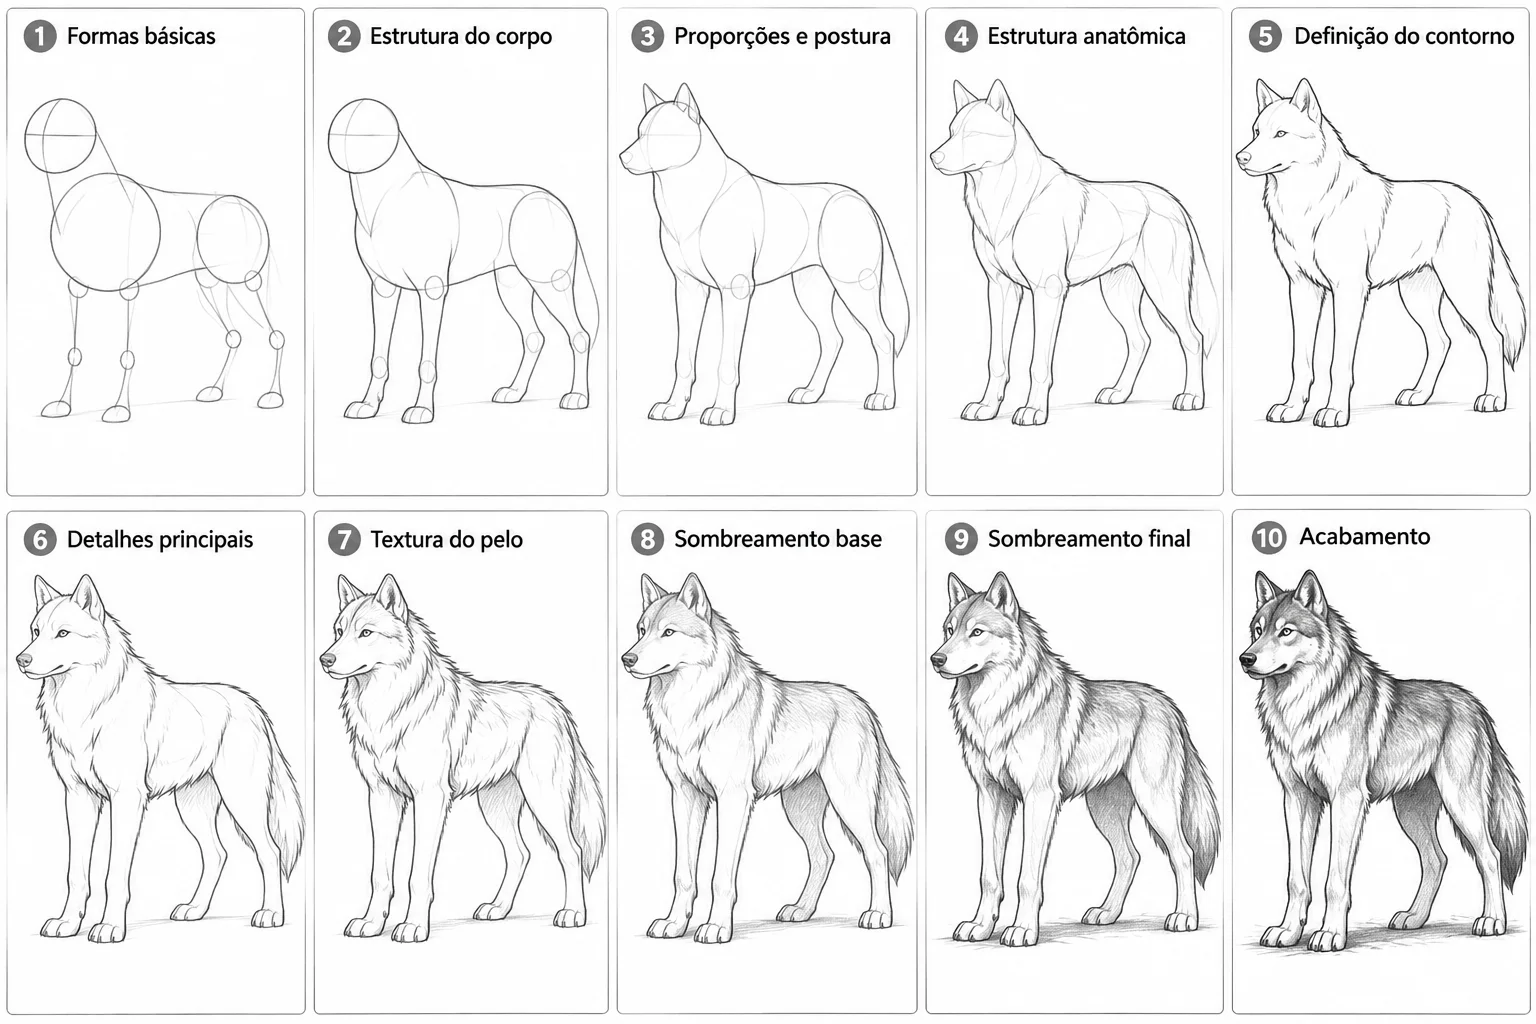 1 Formas básicas
2 Estrutura do corpo
3 Proporções e postura
4 Estrutura anatômica
5 Definição do contorno
6 Detalhes principais
7 Textura do pelo
8 Sombreamento base
9 Sombreamento final
10 Acabamento